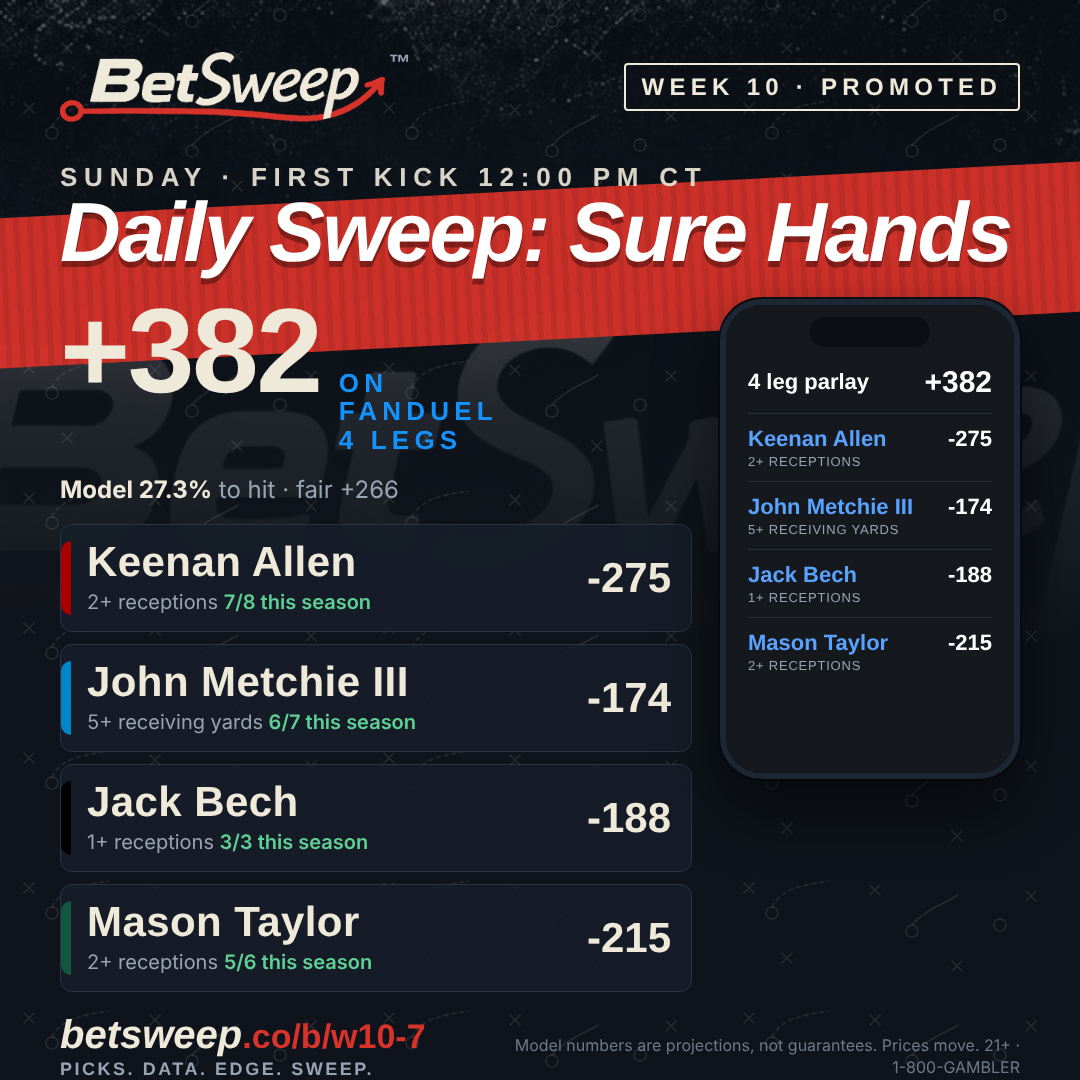 BetSweep™
WEEK 10 · PROMOTED
SUNDAY · FIRST KICK 12:00 PM CT
Daily Sweep: Sure Hands
+382
ON
FANDUEL
4 LEGS
Model 27.3% to hit · fair +266
Keenan Allen
2+ receptions 7/8 this season
-275
John Metchie III
5+ receiving yards 6/7 this season
-174
Jack Bech
1+ receptions 3/3 this season
-188
Mason Taylor
2+ receptions 5/6 this season
-215
4 leg parlay +382
Keenan Allen -275
2+ RECEPTIONS
John Metchie III -174
5+ RECEIVING YARDS
Jack Bech -188
1+ RECEPTIONS
Mason Taylor -215
2+ RECEPTIONS
betsweep.co/b/w10-7
PICKS. DATA. EDGE. SWEEP.
Model numbers are projections, not guarantees. Prices move. 21+ ·
1-800-GAMBLER